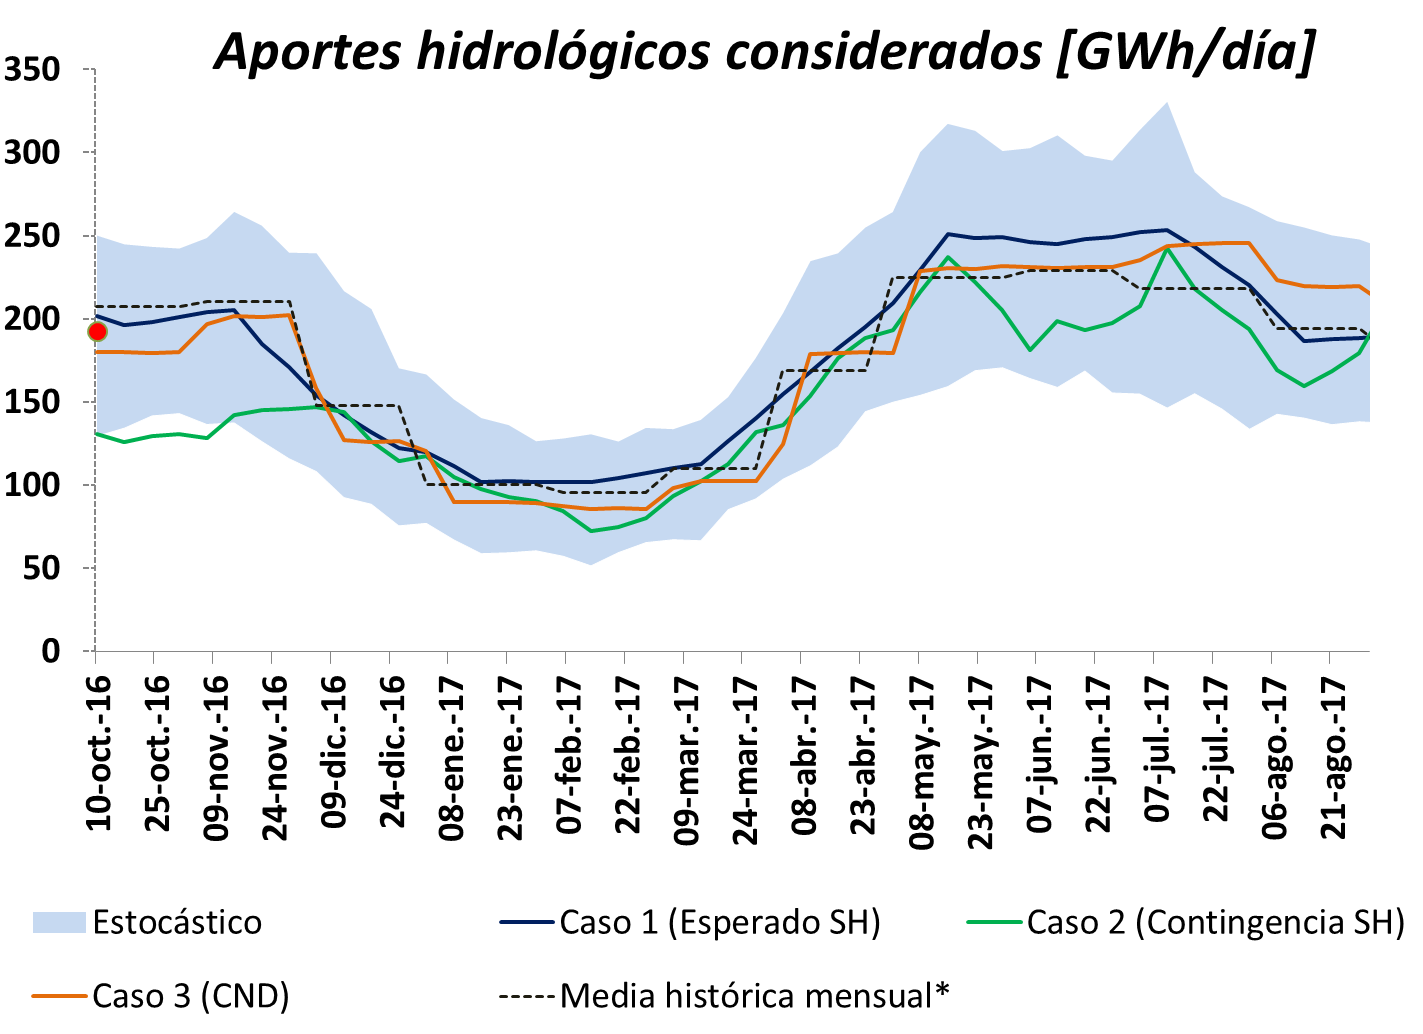 Aportes hidrológicos considerados [GWh/día]
350
300
250
200
150
100
50
0
10-oct.-16
25-oct.-16
09-nov.-16
24-nov.-16
09-dic.-16
24-dic.-16
08-ene.-17
23-ene.-17
07-feb.-17
22-feb.-17
09-mar.-17
24-mar.-17
08-abr.-17
23-abr.-17
08-may.-17
23-may.-17
07-jun.-17
22-jun.-17
07-jul.-17
22-jul.-17
06-ago.-17
21-ago.-17
Estocástico
Caso 1 (Esperado SH)
Caso 2 (Contingencia SH)
Caso 3 (CND)
Media histórica mensual*